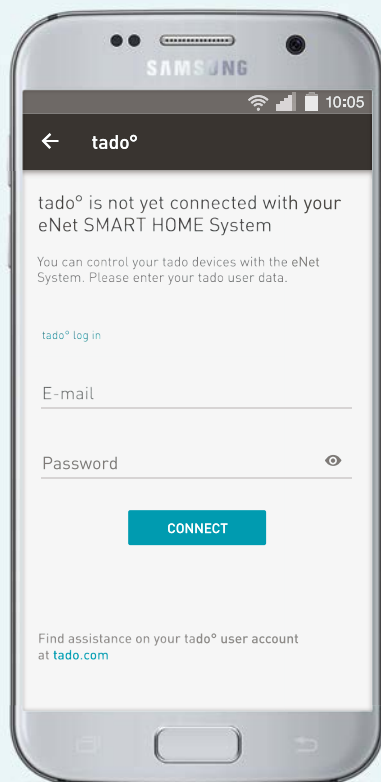 SAMSUNG
10:05
tado°
tado° is not yet connected with your
eNet SMART HOME System
You can control your tado devices with the eNet
System. Please enter your tado user data.
tado° log in
E-mail
Password
CONNECT
Find assistance on your tado° user account
at tado.com